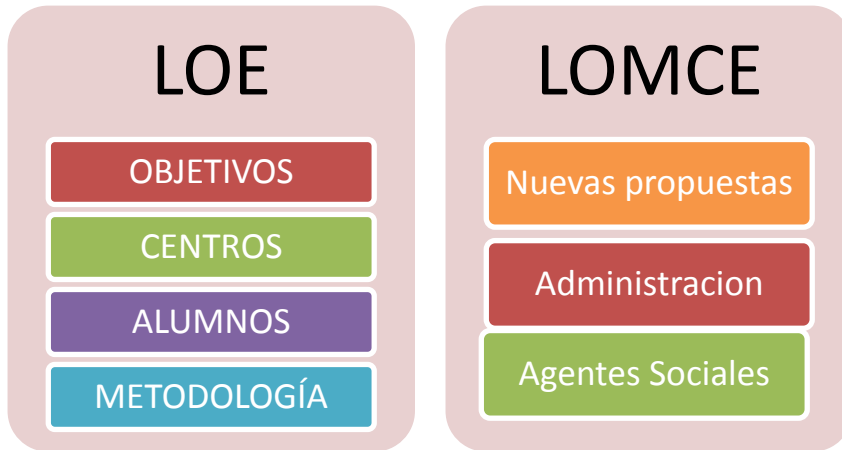 LOE
OBJETIVOS
CENTROS
ALUMNOS
METODOLOGÍA
LOMCE
Nuevas propuestas
Administracion
Agentes Sociales